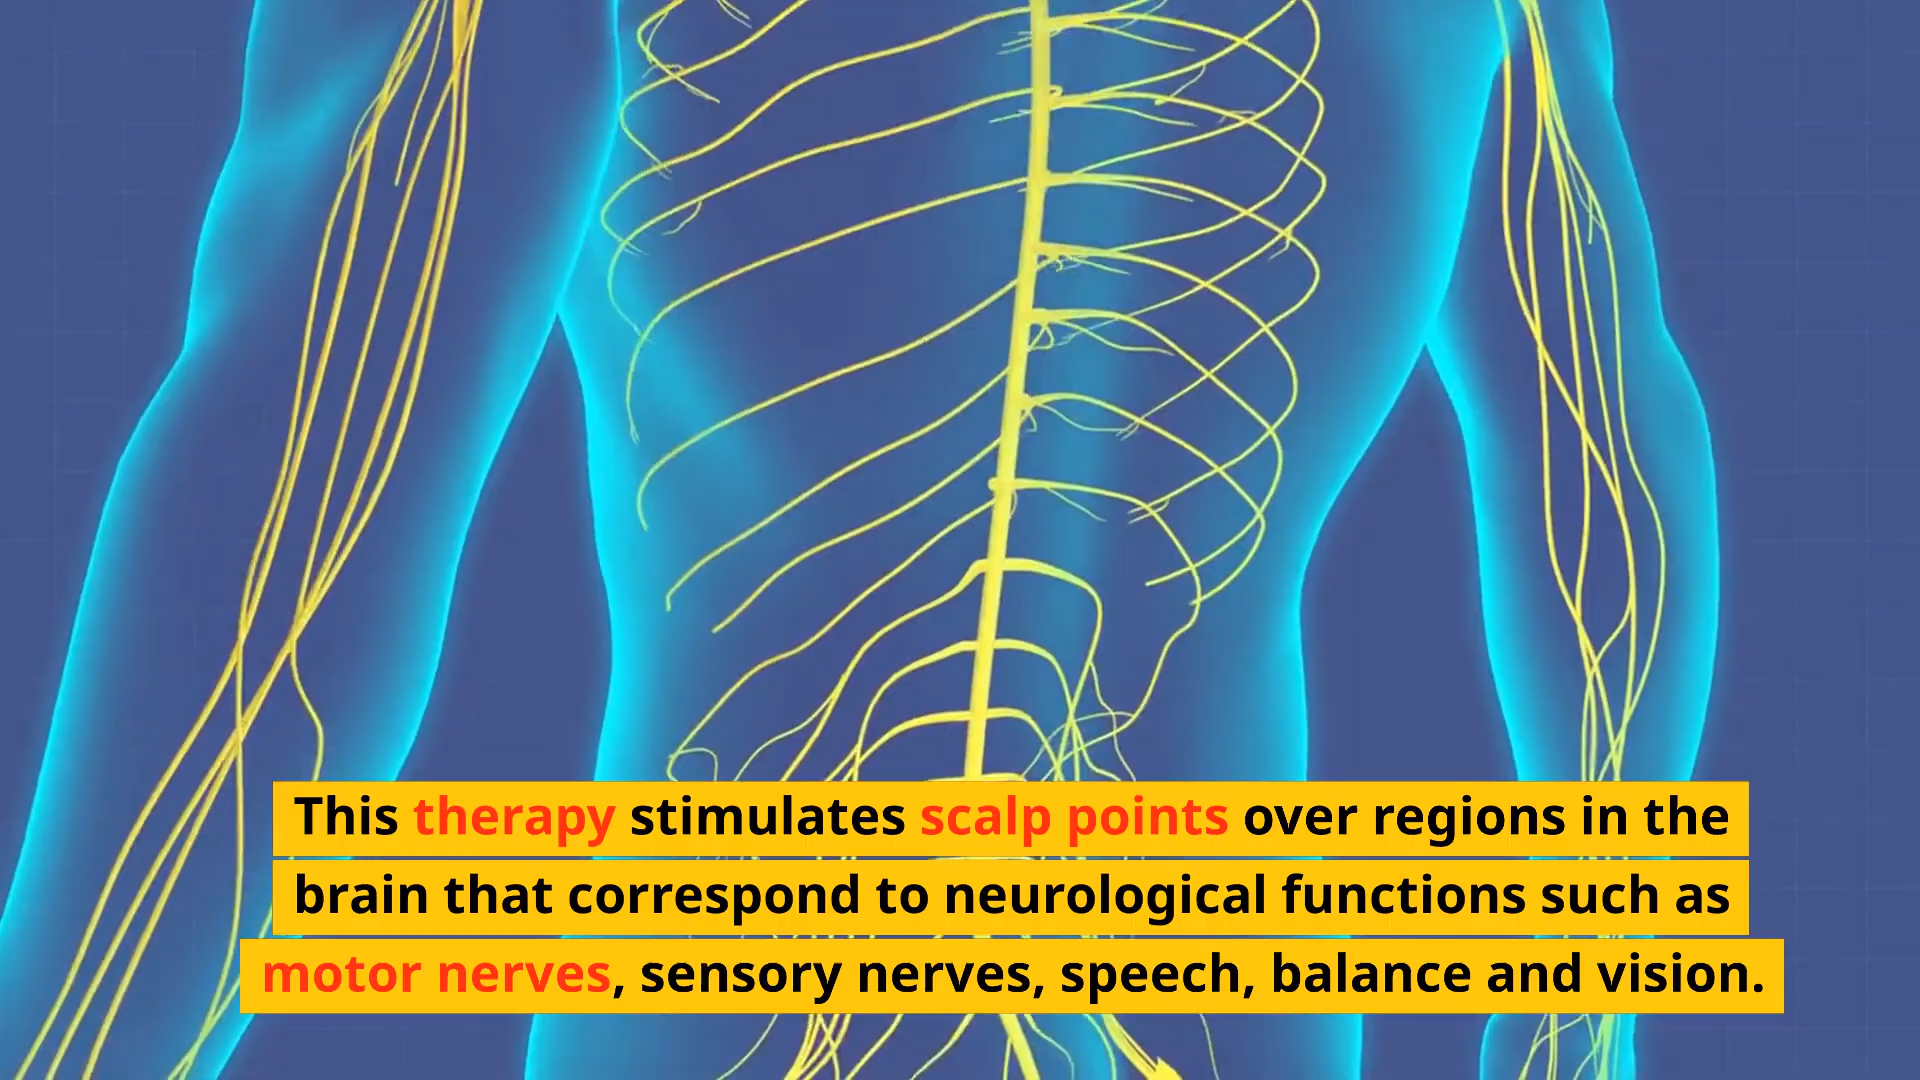 This therapy stimulates scalp points over regions in the
brain that correspond to neurological functions such as
motor nerves, sensory nerves, speech, balance and vision.